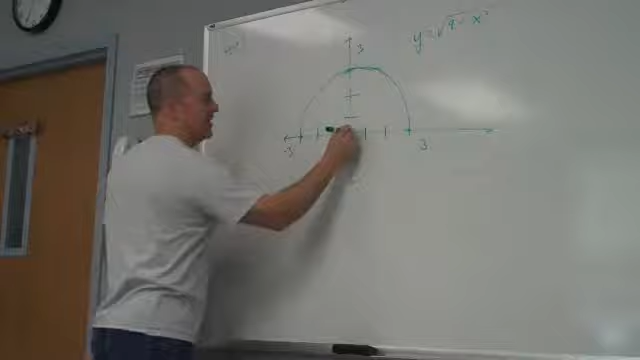 y = √9 - x²
3
-3
3